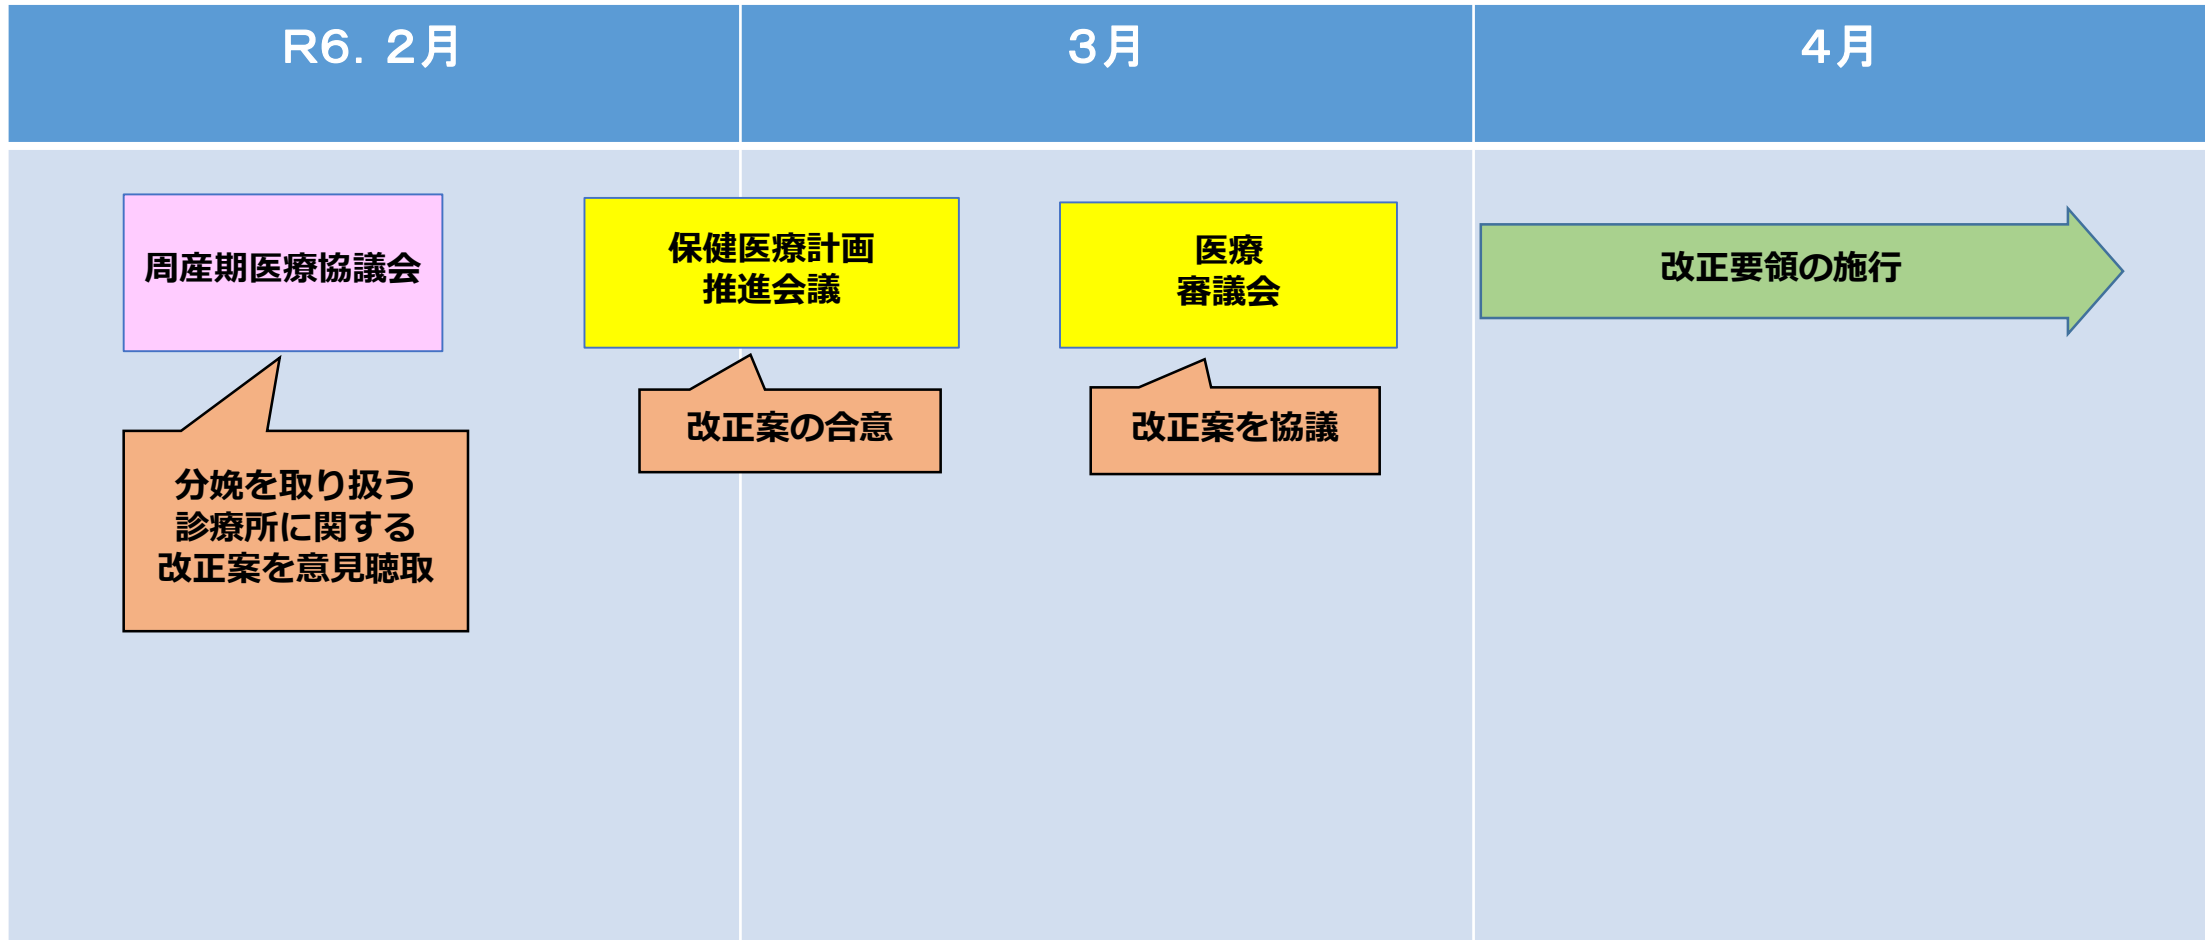 R6．２月
３月
４月
周産期医療協議会
保健医療計画
推進会議
医療
審議会
改正要領の施行
分娩を取り扱う
診療所に関する
改正案を意見聴取
改正案の合意
改正案を協議